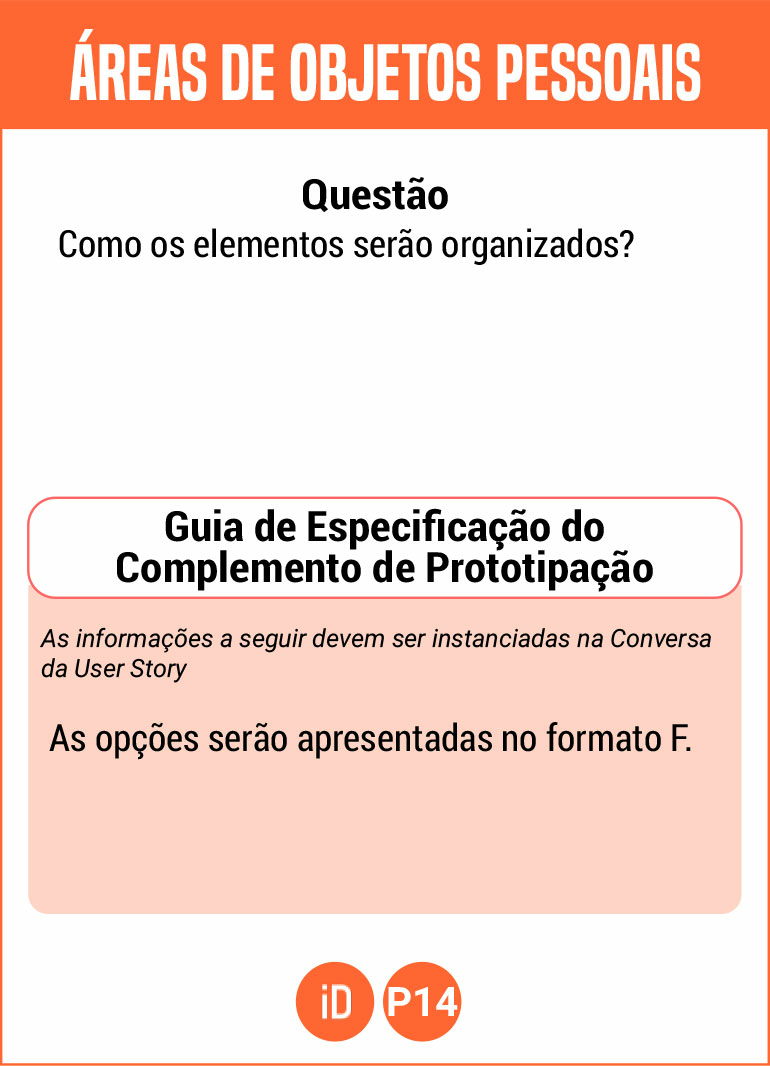 ÁREAS DE OBJETOS PESSOAIS
Questão
Como os elementos serão organizados?
Guia de Especificação do
Complemento de Prototipação
As informações a seguir devem ser instanciadas na Conversa
da User Story
As opções serão apresentadas no formato F.
iD P14